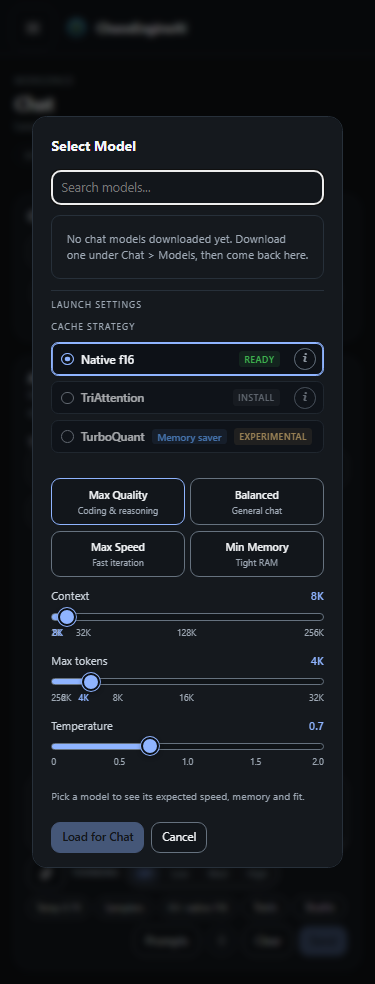 Chat
Select Model
Search models...
No chat models downloaded yet. Download
one under Chat > Models, then come back here.
LAUNCH SETTINGS
CACHE STRATEGY
Native f16 READY i
TriAttention INSTALL i
TurboQuant Memory saver EXPERIMENTAL
Max Quality
Coding & reasoning
Balanced
General chat
Max Speed
Fast iteration
Min Memory
Tight RAM
Context 8K
32K 128K 256K
Max tokens 4K
4K 8K 16K 32K
Temperature 0.7
0 0.5 1.0 1.5 2.0
Pick a model to see its expected speed, memory and fit.
Load for Chat Cancel